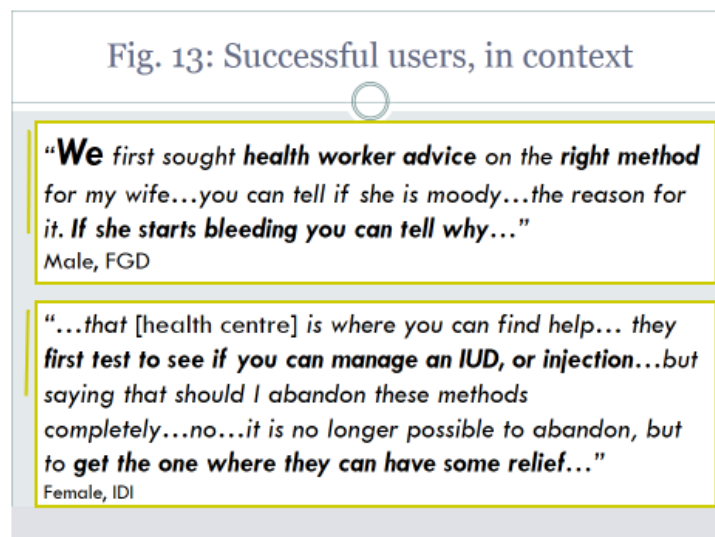 Fig. 13: Successful users, in context
“We first sought health worker advice on the right method
for my wife…you can tell if she is moody…the reason for
it. If she starts bleeding you can tell why…”
Male, FGD
“…that [health centre] is where you can find help… they
first test to see if you can manage an IUD, or injection…but
saying that should I abandon these methods
completely…no…it is no longer possible to abandon, but
to get the one where they can have some relief…”
Female, IDI